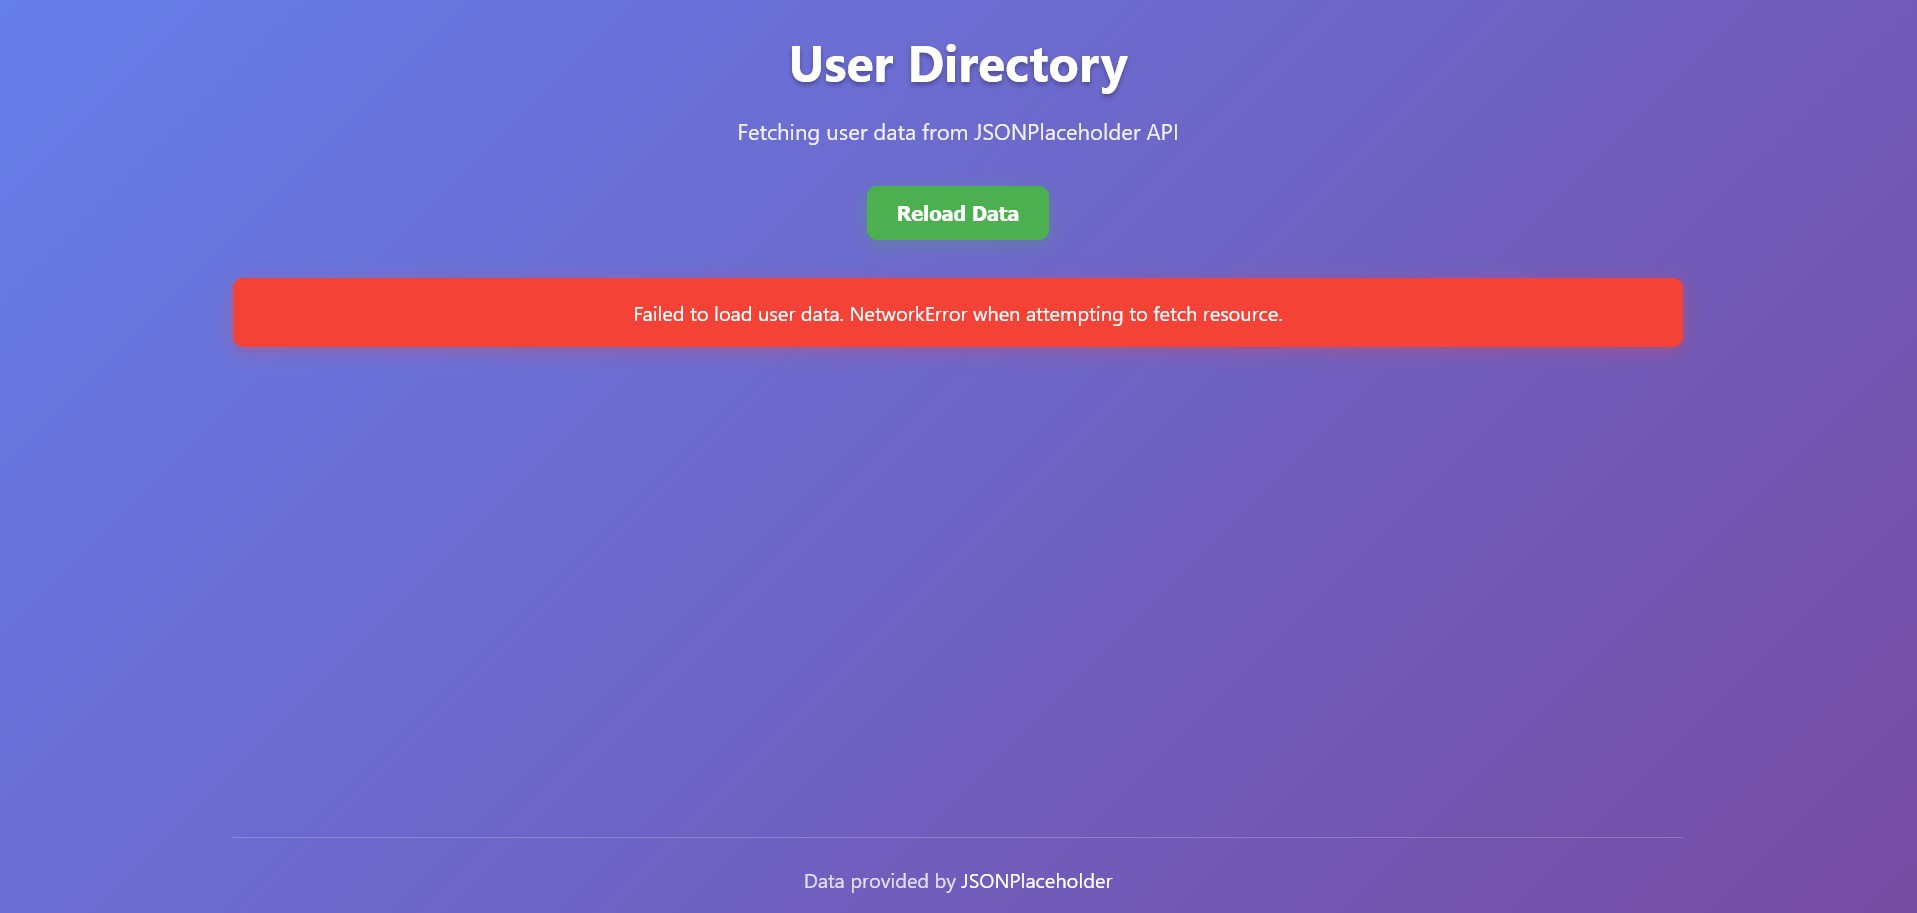 User Directory
Fetching user data from JSONPlaceholder API
Reload Data
Failed to load user data. NetworkError when attempting to fetch resource.
Data provided by JSONPlaceholder